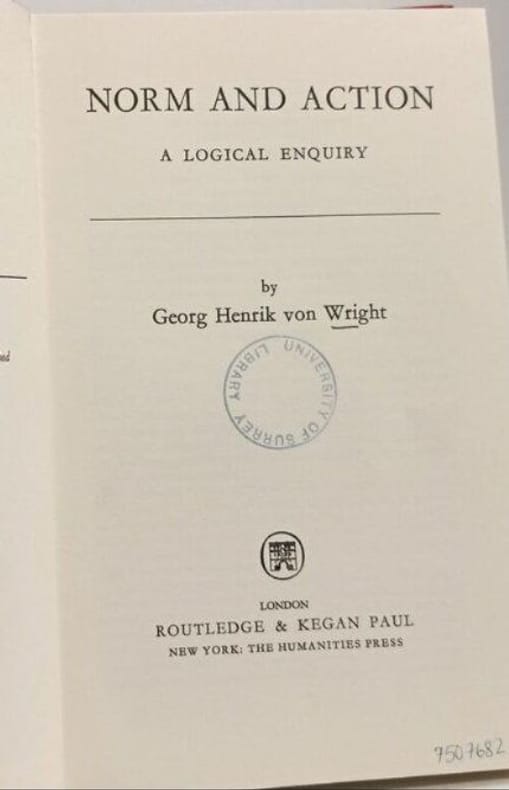 NORM AND ACTION
A LOGICAL ENQUIRY
by
Georg Henrik von Wright
UNIVERSITY OF SURREY LIBRARY
LONDON
ROUTLEDGE & KEGAN PAUL
NEW YORK: THE HUMANITIES PRESS
7507682